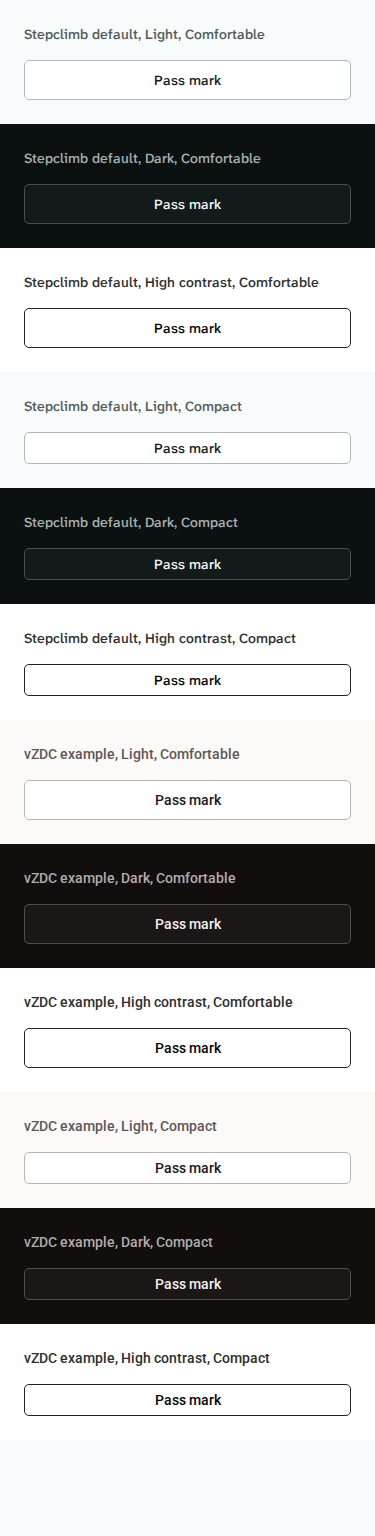 Stepclimb default, Light, Comfortable
Pass mark
Stepclimb default, Dark, Comfortable
Pass mark
Stepclimb default, High contrast, Comfortable
Pass mark
Stepclimb default, Light, Compact
Pass mark
Stepclimb default, Dark, Compact
Pass mark
Stepclimb default, High contrast, Compact
Pass mark
vZDC example, Light, Comfortable
Pass mark
vZDC example, Dark, Comfortable
Pass mark
vZDC example, High contrast, Comfortable
Pass mark
vZDC example, Light, Compact
Pass mark
vZDC example, Dark, Compact
Pass mark
vZDC example, High contrast, Compact
Pass mark